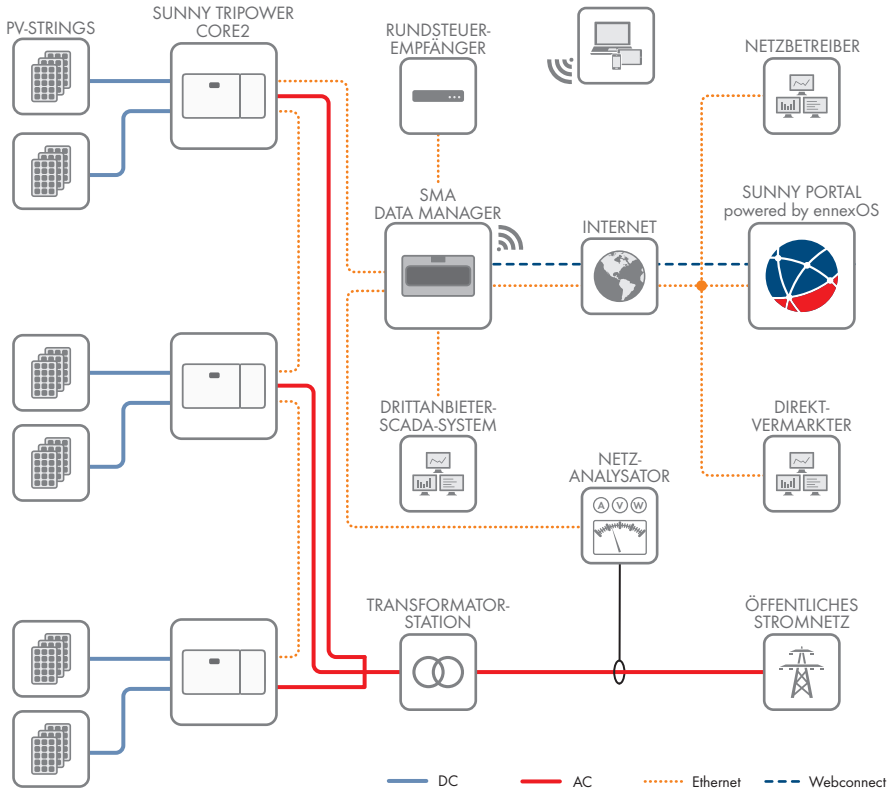 PV-STRINGS
SUNNY TRIPOWER
CORE2
RUNDSTEUER-
EMPFÄNGER
NETZBETREIBER
SMA
DATA MANAGER
INTERNET
SUNNY PORTAL
powered by ennexOS
DRITTANBIETER-
SCADA-SYSTEM
NETZ-
ANALYSATOR
A V W
DIREKT-
VERMARKTER
TRANSFORMATOR-
STATION
ÖFFENTLICHES
STROMNETZ
DC
AC
Ethernet
Webconnect